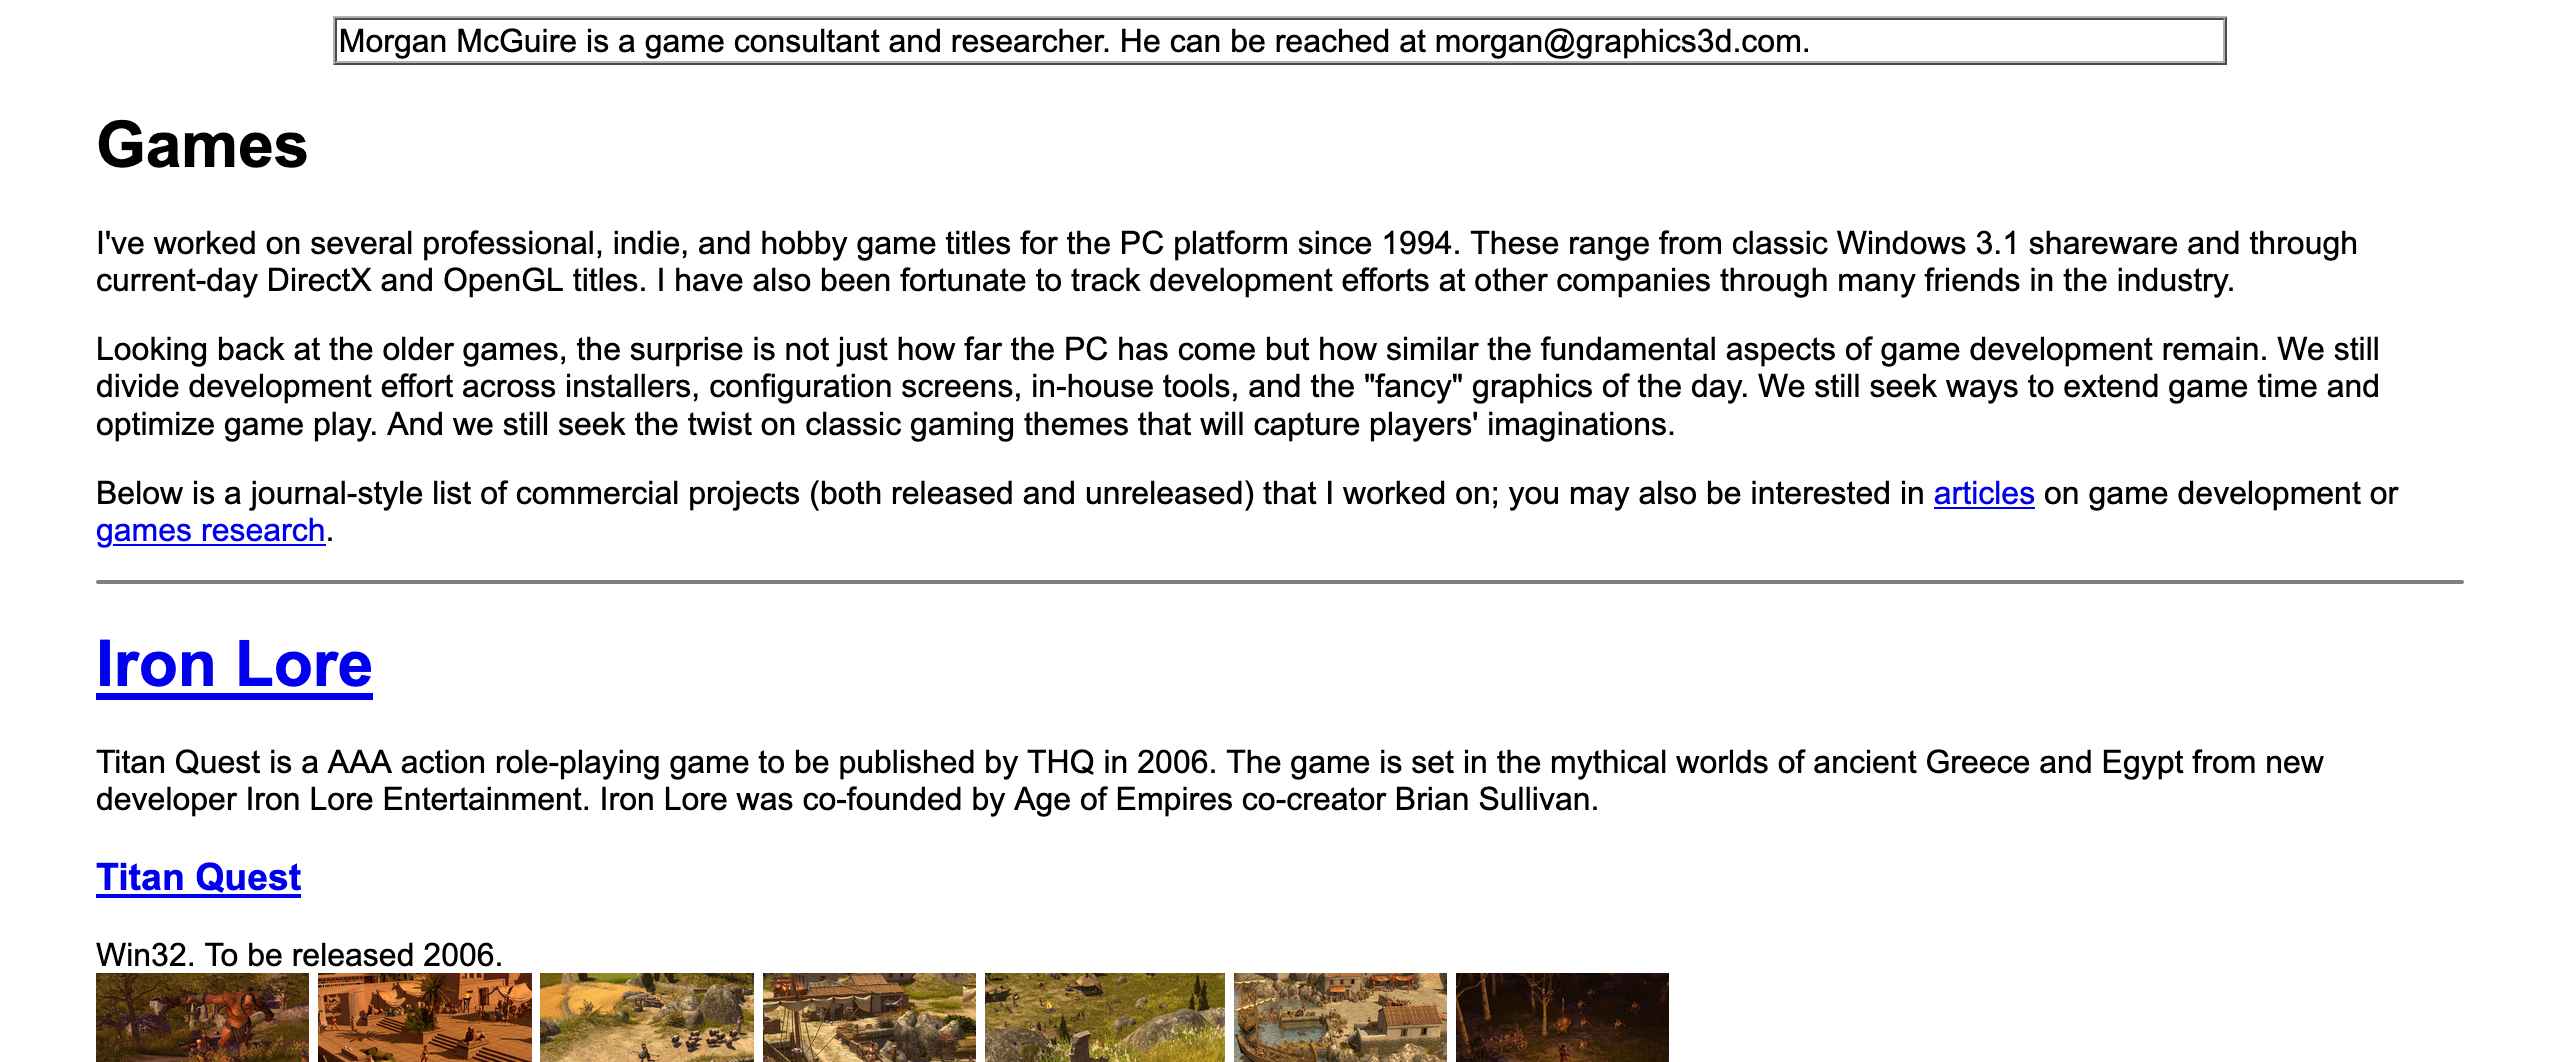 Morgan McGuire is a game consultant and researcher. He can be reached at morgan@graphics3d.com.
Games
I've worked on several professional, indie, and hobby game titles for the PC platform since 1994. These range from classic Windows 3.1 shareware and through
current-day DirectX and OpenGL titles. I have also been fortunate to track development efforts at other companies through many friends in the industry.
Looking back at the older games, the surprise is not just how far the PC has come but how similar the fundamental aspects of game development remain. We still
divide development effort across installers, configuration screens, in-house tools, and the "fancy" graphics of the day. We still seek ways to extend game time and
optimize game play. And we still seek the twist on classic gaming themes that will capture players' imaginations.
Below is a journal-style list of commercial projects (both released and unreleased) that I worked on; you may also be interested in articles on game development or
games research.
Iron Lore
Titan Quest is a AAA action role-playing game to be published by THQ in 2006. The game is set in the mythical worlds of ancient Greece and Egypt from new
developer Iron Lore Entertainment. Iron Lore was co-founded by Age of Empires co-creator Brian Sullivan.
Titan Quest
Win32. To be released 2006.